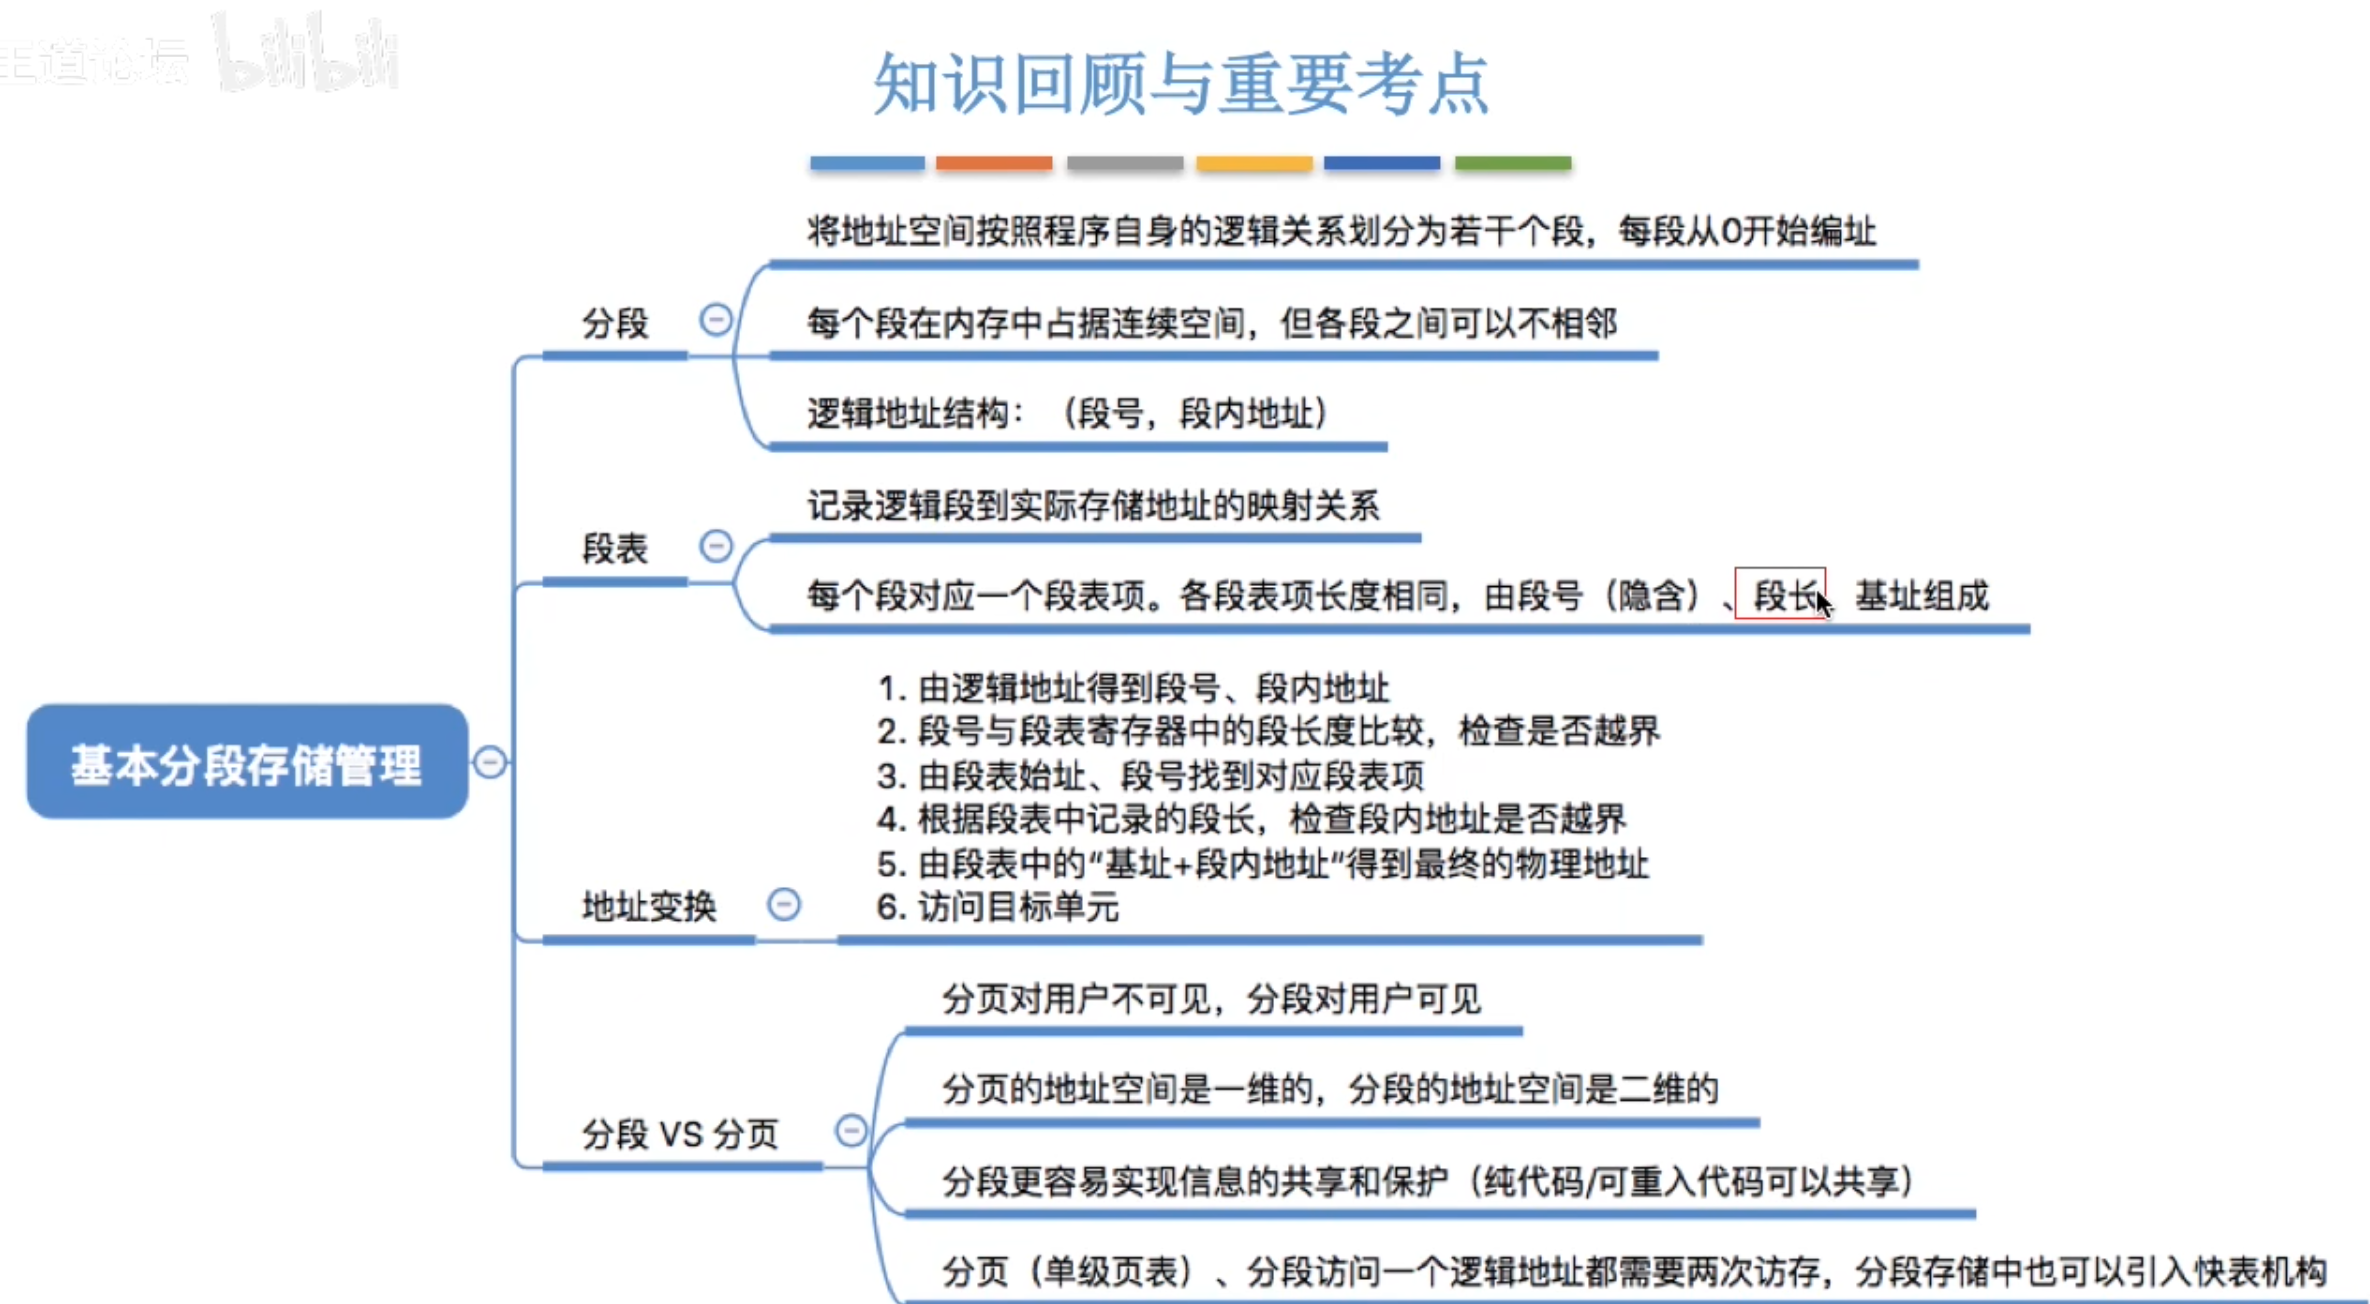 王道论坛 bilibili
知识回顾与重要考点
基本分段存储管理
分段
将地址空间按照程序自身的逻辑关系划分为若干个段，每段从0开始编址
每个段在内存中占据连续空间，但各段之间可以不相邻
逻辑地址结构：（段号，段内地址）
段表
记录逻辑段到实际存储地址的映射关系
每个段对应一个段表项。各段表项长度相同，由段号（隐含）、段长、基址组成
地址变换
1. 由逻辑地址得到段号、段内地址
2. 段号与段表寄存器中的段长度比较，检查是否越界
3. 由段表始址、段号找到对应段表项
4. 根据段表中记录的段长，检查段内地址是否越界
5. 由段表中的“基址+段内地址”得到最终的物理地址
6. 访问目标单元
分段 VS 分页
分页对用户不可见，分段对用户可见
分页的地址空间是一维的，分段的地址空间是二维的
分段更容易实现信息的共享和保护（纯代码/可重入代码可以共享）
分页（单级页表）、分段访问一个逻辑地址都需要两次访存，分段存储中也可以引入快表机构